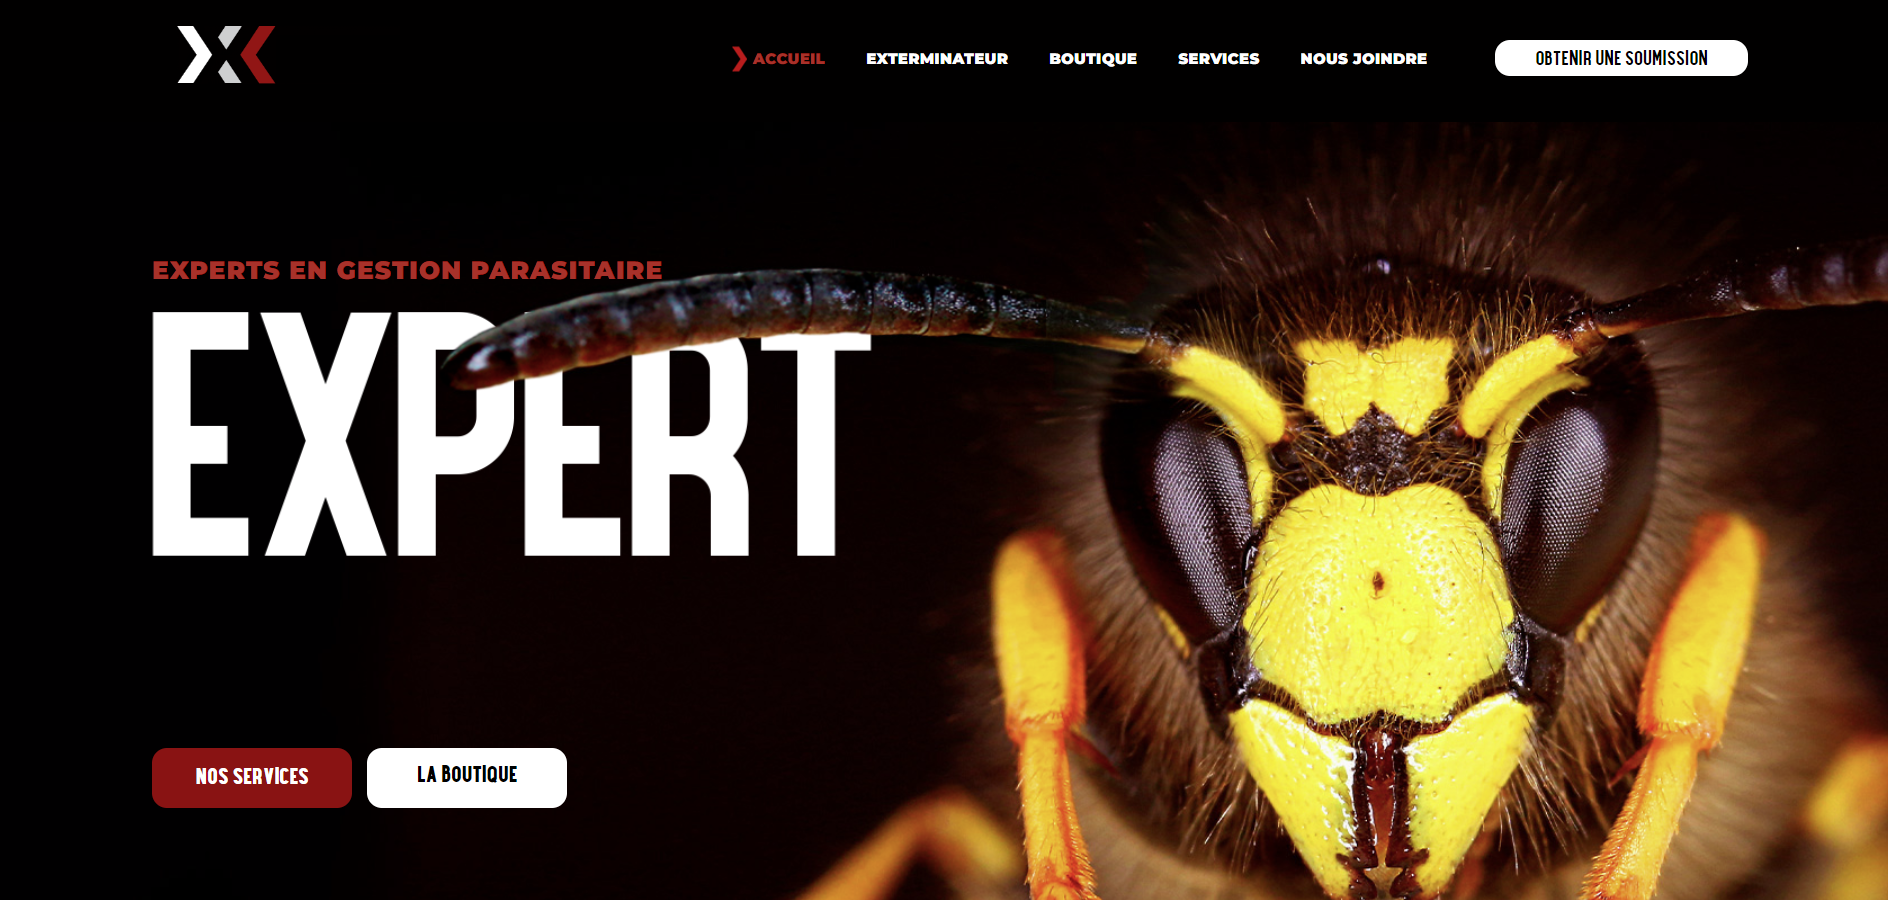 ACCUEIL
EXTERMINATEUR
BOUTIQUE
SERVICES
NOUS JOINDRE
OBTENIR UNE SOUMISSION
EXPERTS EN GESTION PARASITAIRE
EXPERT
NOS SERVICES
LA BOUTIQUE